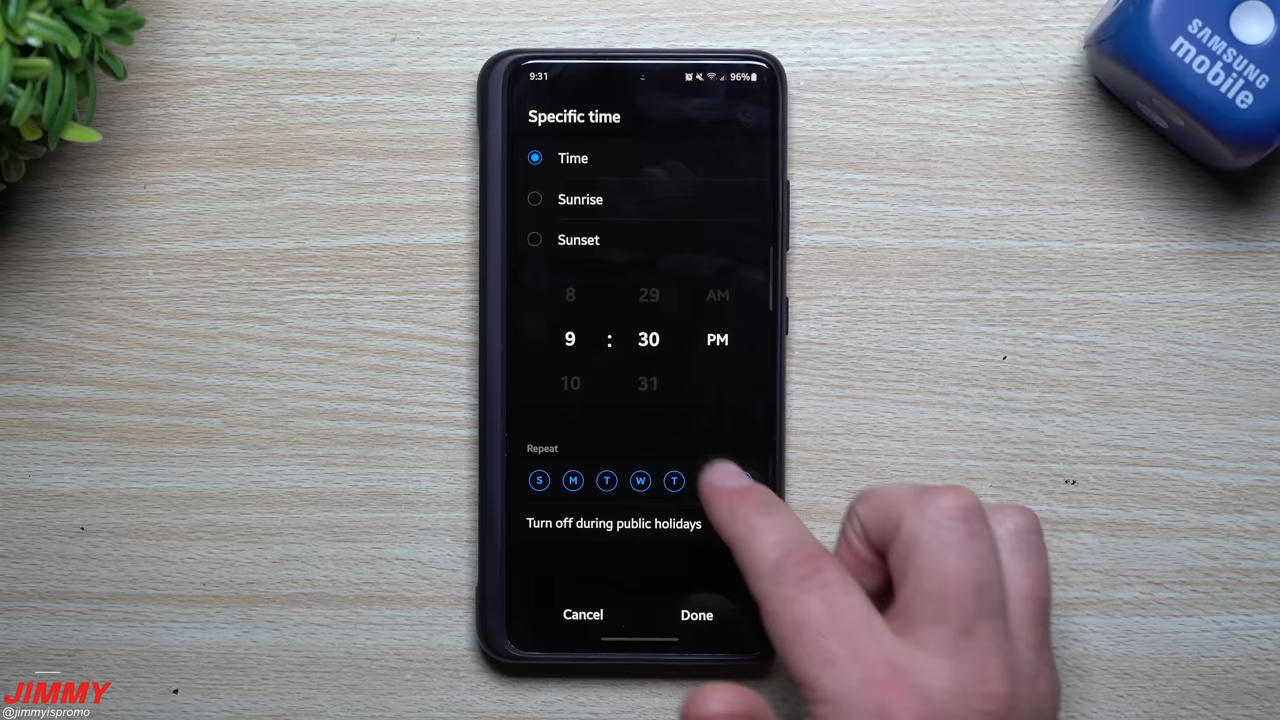 9:31 96%
Specific time
Time
Sunrise
Sunset
8 29 AM
9 : 30 PM
10 31
Repeat
S M T W T
Turn off during public holidays
Cancel Done
SAMSUNG
mobile
JIMMY
@jimmyispromo